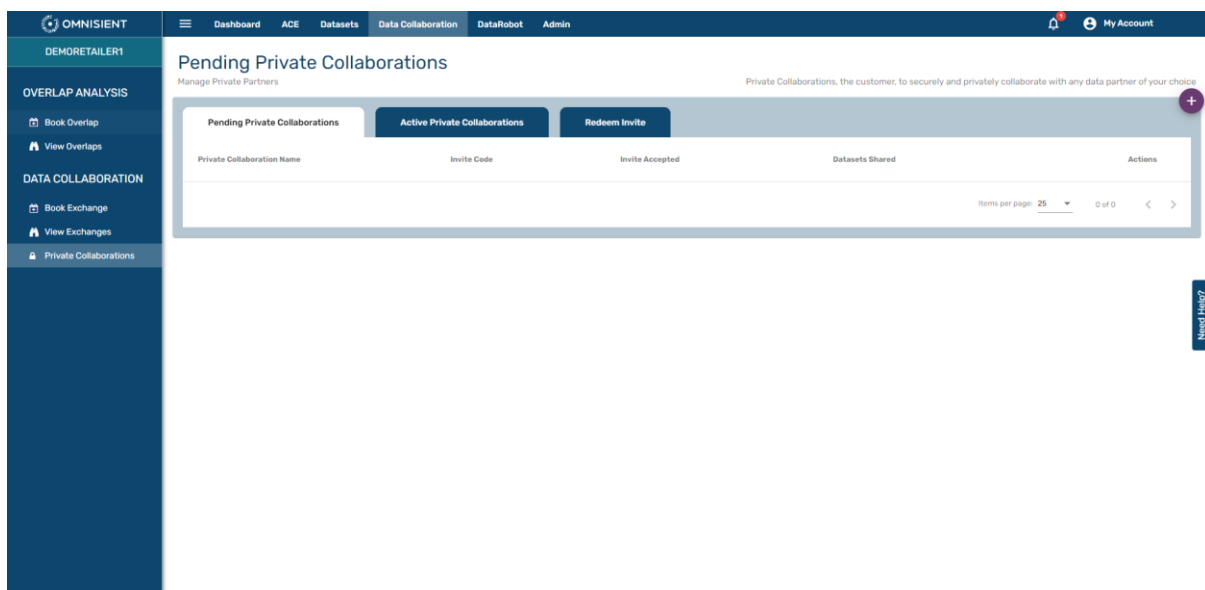 OMNISIENT
Dashboard ACE Datasets Data Collaboration DataRobot Admin
1
My Account
DEMORETAILER1
OVERLAP ANALYSIS
Book Overlap
View Overlaps
DATA COLLABORATION
Book Exchange
View Exchanges
Private Collaborations
Pending Private Collaborations
Manage Private Partners
Private Collaborations, the customer, to securely and privately collaborate with any data partner of your choice
+
Pending Private Collaborations Active Private Collaborations Redeem Invite
Private Collaboration Name Invite Code Invite Accepted Datasets Shared Actions
Items per page: 25 0 of 0
Need Help?